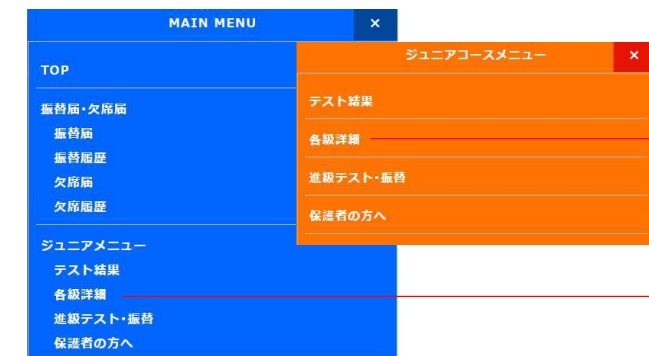 MAIN MENU ×
TOP
振替届・欠席届
振替届
振替履歴
欠席届
欠席履歴
ジュニアメニュー
テスト結果
各級詳細
進級テスト・振替
保護者の方へ
ジュニアコースメニュー ×
テスト結果
各級詳細
進級テスト・振替
保護者の方へ